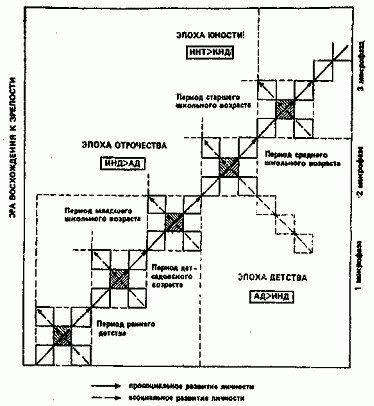 ЭПОХА ЮНОСТИ!
ИНТ>ИНД
ЭРА ВОСХОЖДЕНИЯ К ЗРЕЛОСТИ
Период старшего
школьного возраста
3 микрофаза
ЭПОХА ОТРОЧЕСТВА
ИНД>АД
Период среднего
школьного возраста
2 микрофаза
Период младшего
школьного возраста
Период дет-
садовского
возраста
ЭПОХА ДЕТСТВА
АД>ИНД
1 микрофаза
Период раннего
детства
просоциальное развитие личности
асоциальное развитие личности